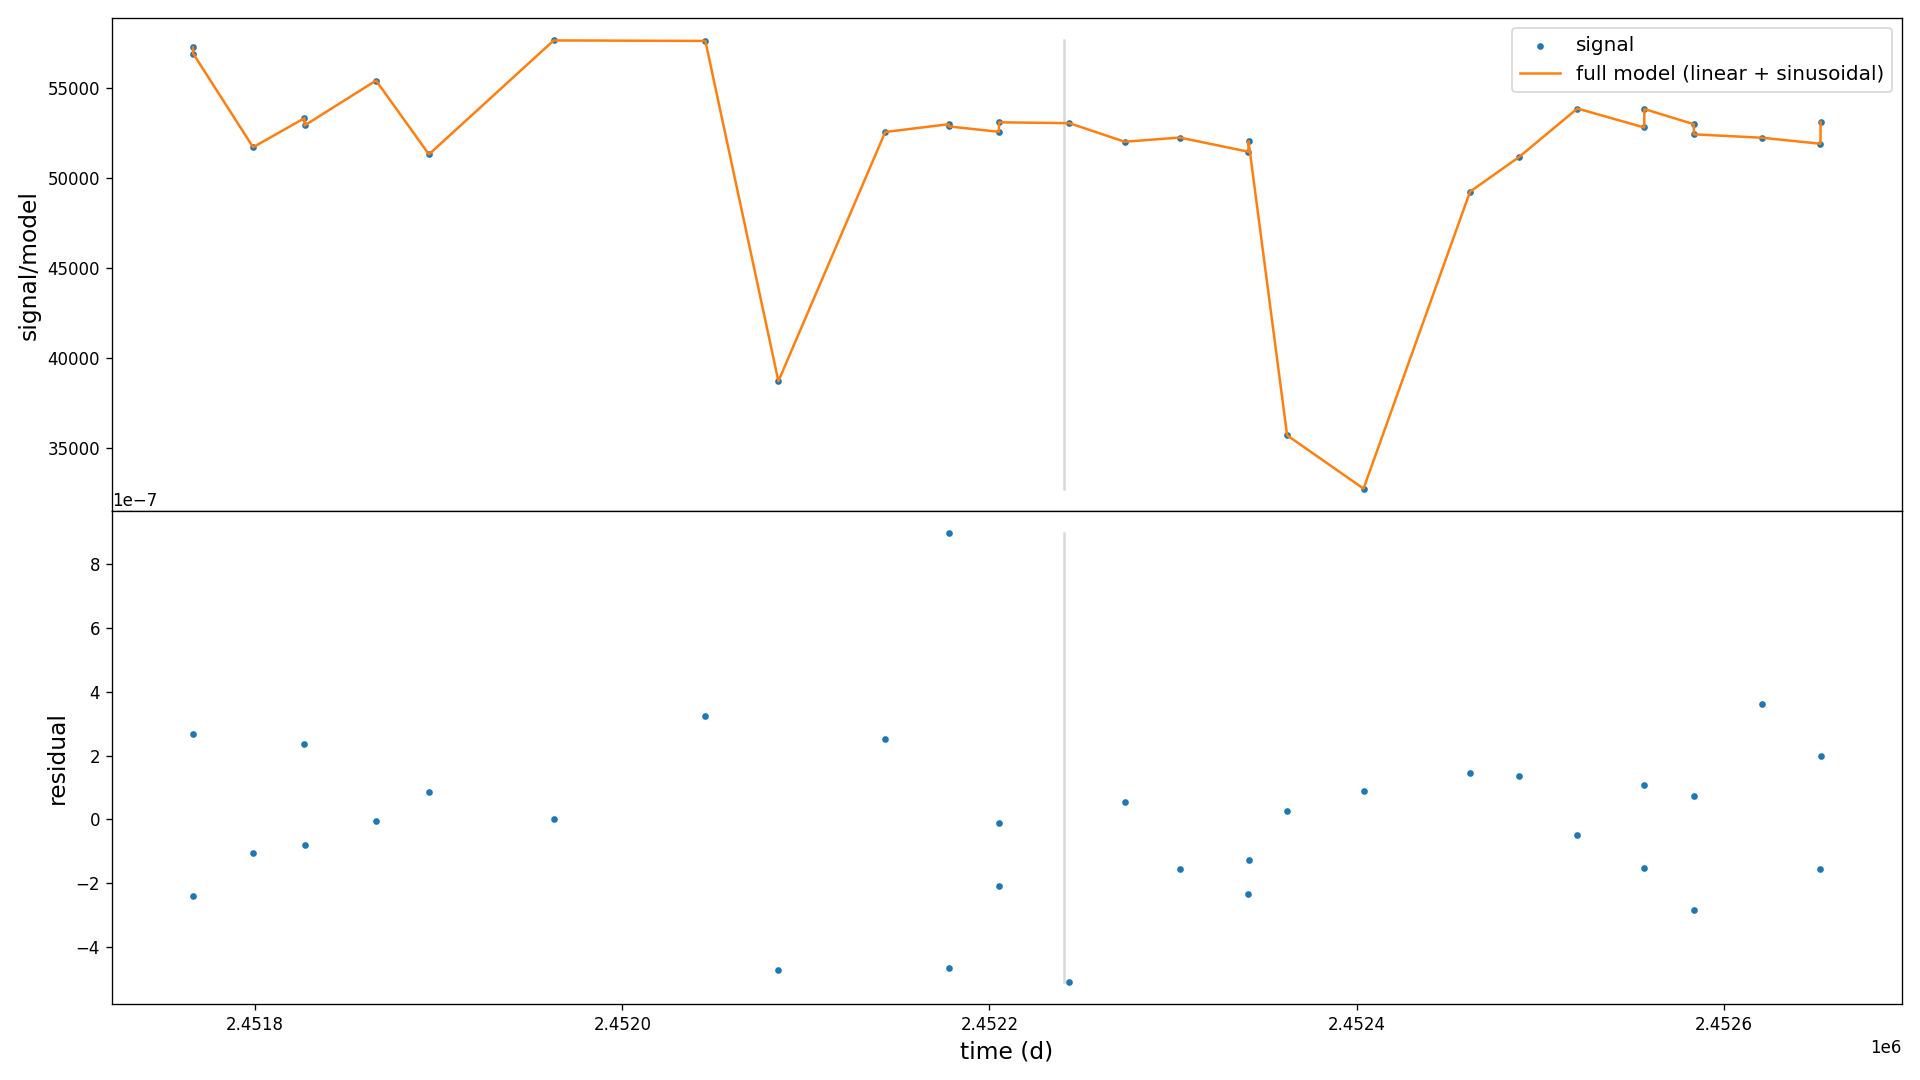 signal
full model (linear + sinusoidal)
55000
50000
45000
40000
35000
signal/model
1e−7
8
6
4
2
0
−2
−4
residual
2.4518
2.4520
2.4522
2.4524
2.4526
time (d)
1e6